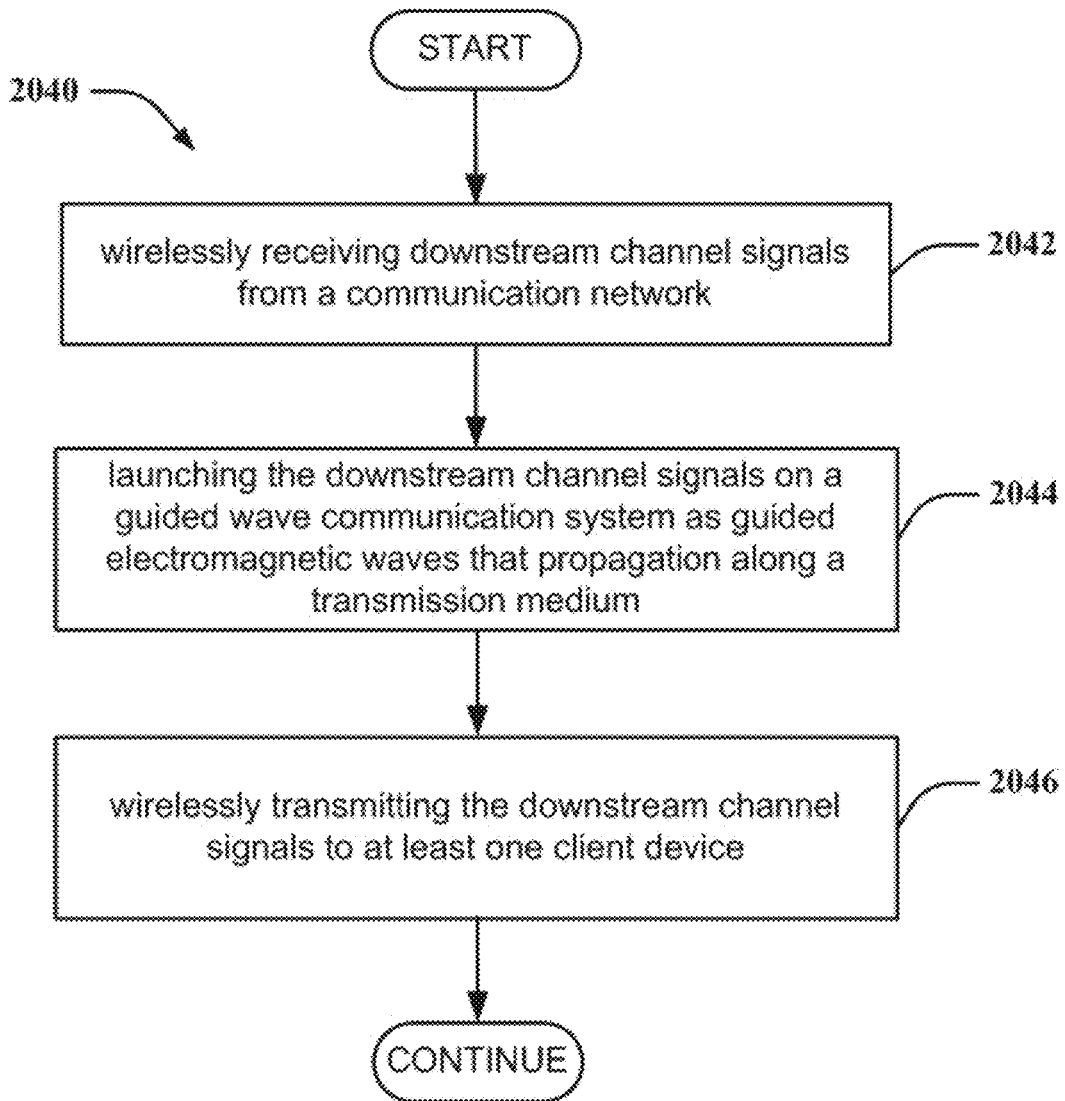 START
2040
wirelessly receiving downstream channel signals
from a communication network
2042
launching the downstream channel signals on a
guided wave communication system as guided
electromagnetic waves that propagation along a
transmission medium
2044
wirelessly transmitting the downstream channel
signals to at least one client device
2046
CONTINUE